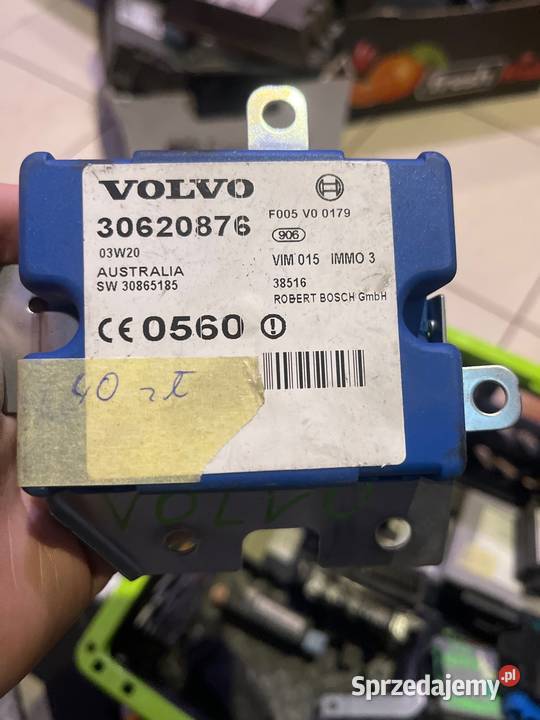 VOLVO
30620876
03W20
AUSTRALIA
SW 30865185
F005 V0 0179
906
VIM 015 IMMO 3
38516
ROBERT BOSCH GmbH
CE 0560
40 zł
VOLVO
Sprzedajemy.pl